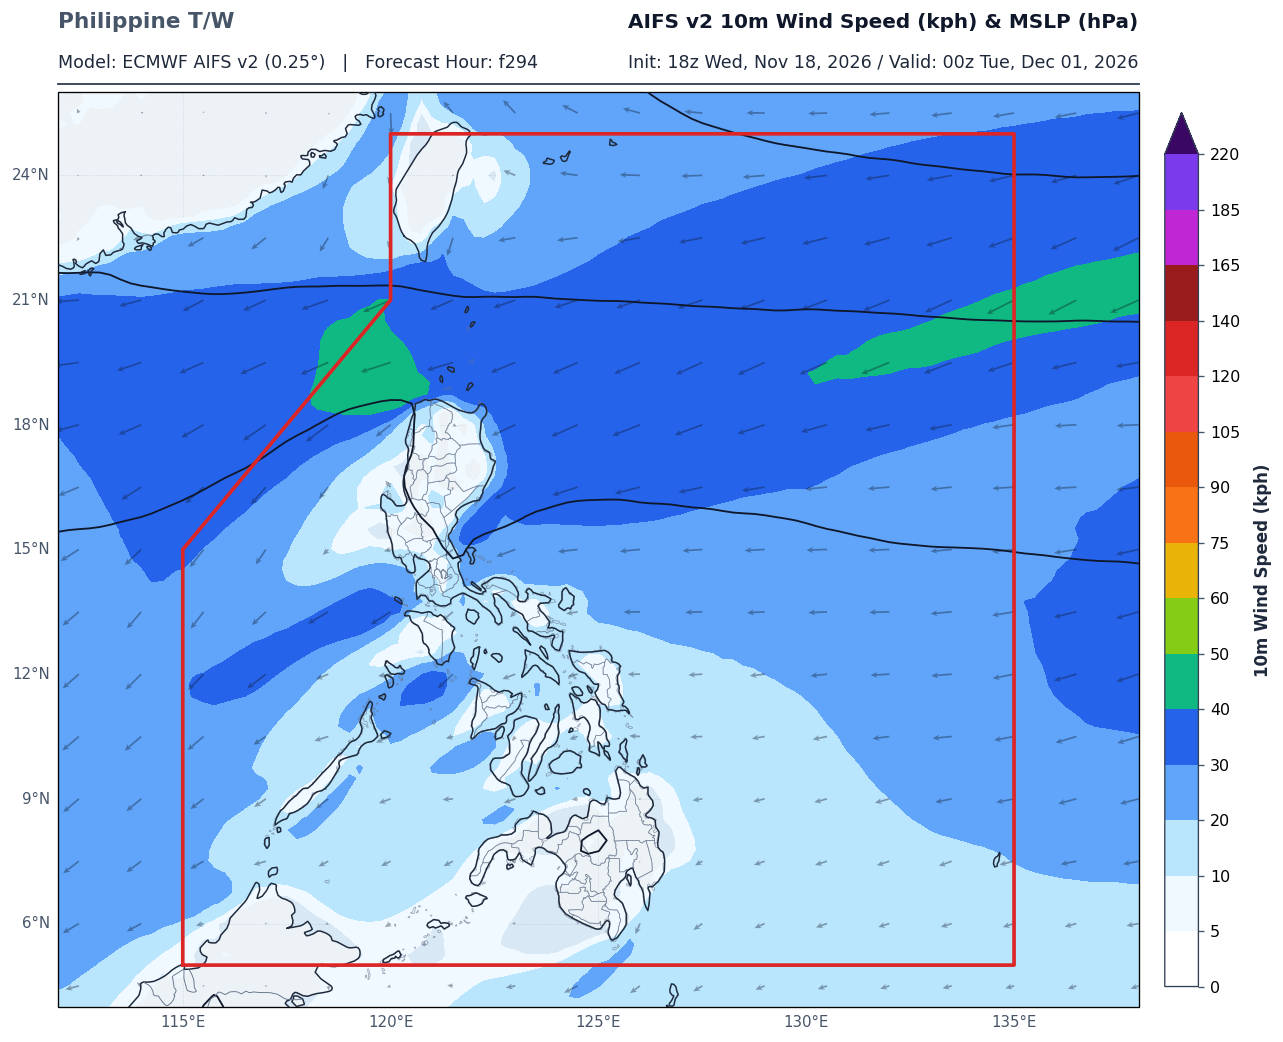 Philippine T/W
AIFS v2 10m Wind Speed (kph) & MSLP (hPa)
Model: ECMWF AIFS v2 (0.25°) | Forecast Hour: f294
Init: 18z Wed, Nov 18, 2026 / Valid: 00z Tue, Dec 01, 2026
24°N
21°N
18°N
15°N
12°N
9°N
6°N
115°E
120°E
125°E
130°E
135°E
220
185
165
140
120
105
90
75
60
50
40
30
20
10
5
0
10m Wind Speed (kph)